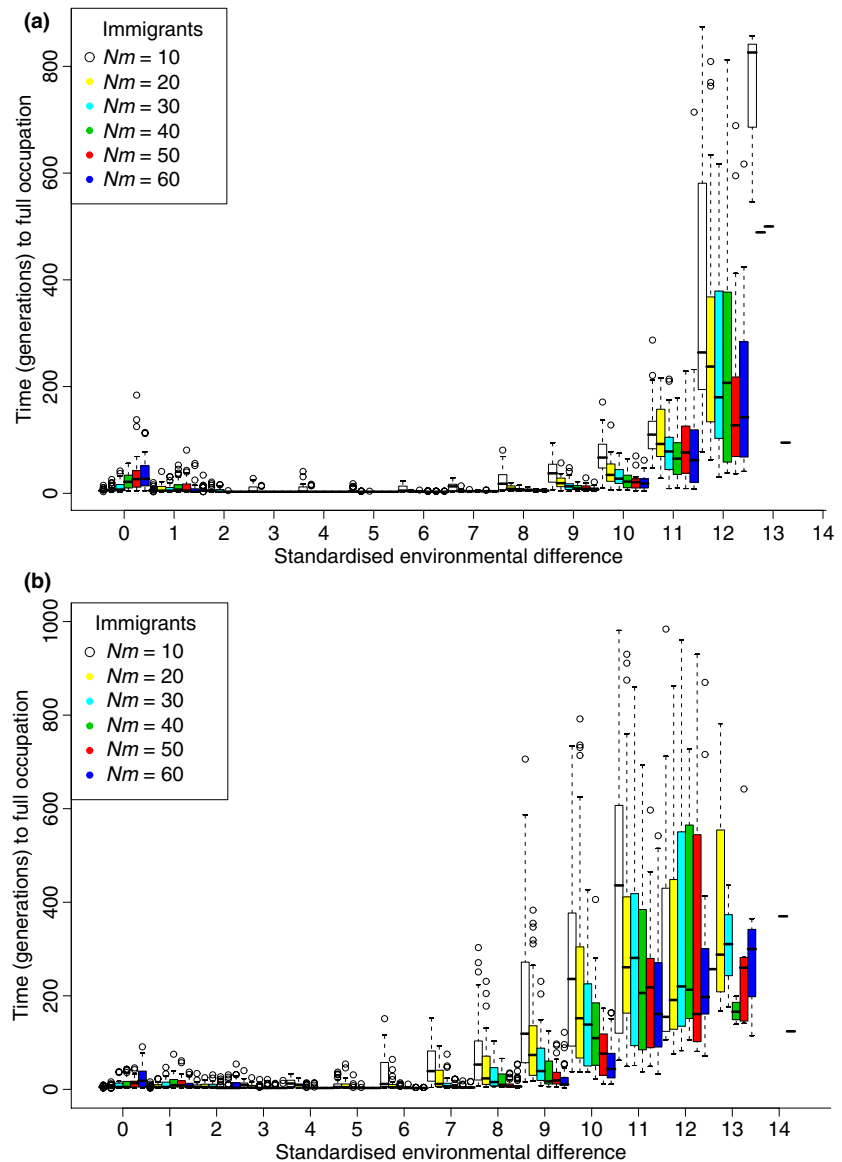 (a)
Immigrants
Nm = 10
Nm = 20
Nm = 30
Nm = 40
Nm = 50
Nm = 60
Time (generations) to full occupation
0
200
400
600
800
0 1 2 3 4 5 6 7 8 9 10 11 12 13 14
Standardised environmental difference
(b)
Immigrants
Nm = 10
Nm = 20
Nm = 30
Nm = 40
Nm = 50
Nm = 60
Time (generations) to full occupation
0
200
400
600
800
1000
0 1 2 3 4 5 6 7 8 9 10 11 12 13 14
Standardised environmental difference